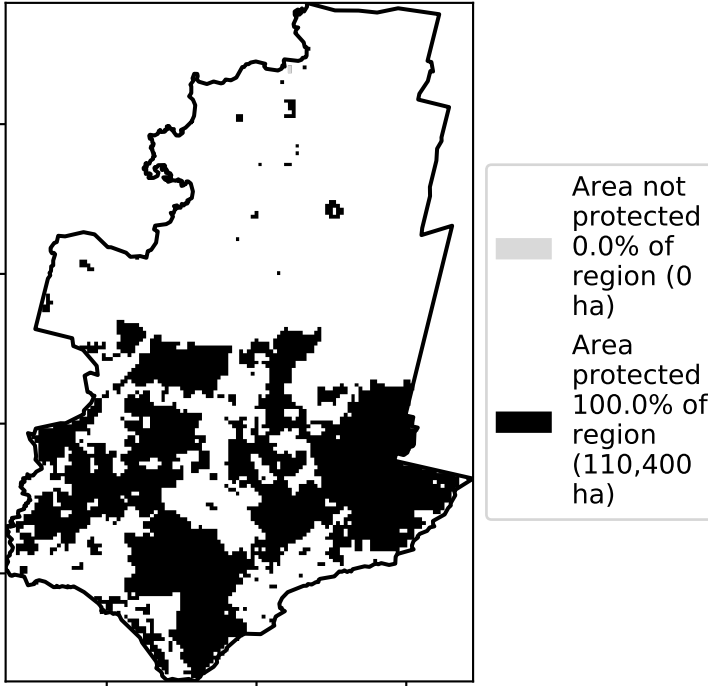 Area not
protected
0.0% of
region (0
ha)
Area
protected
100.0% of
region
(110,400
ha)